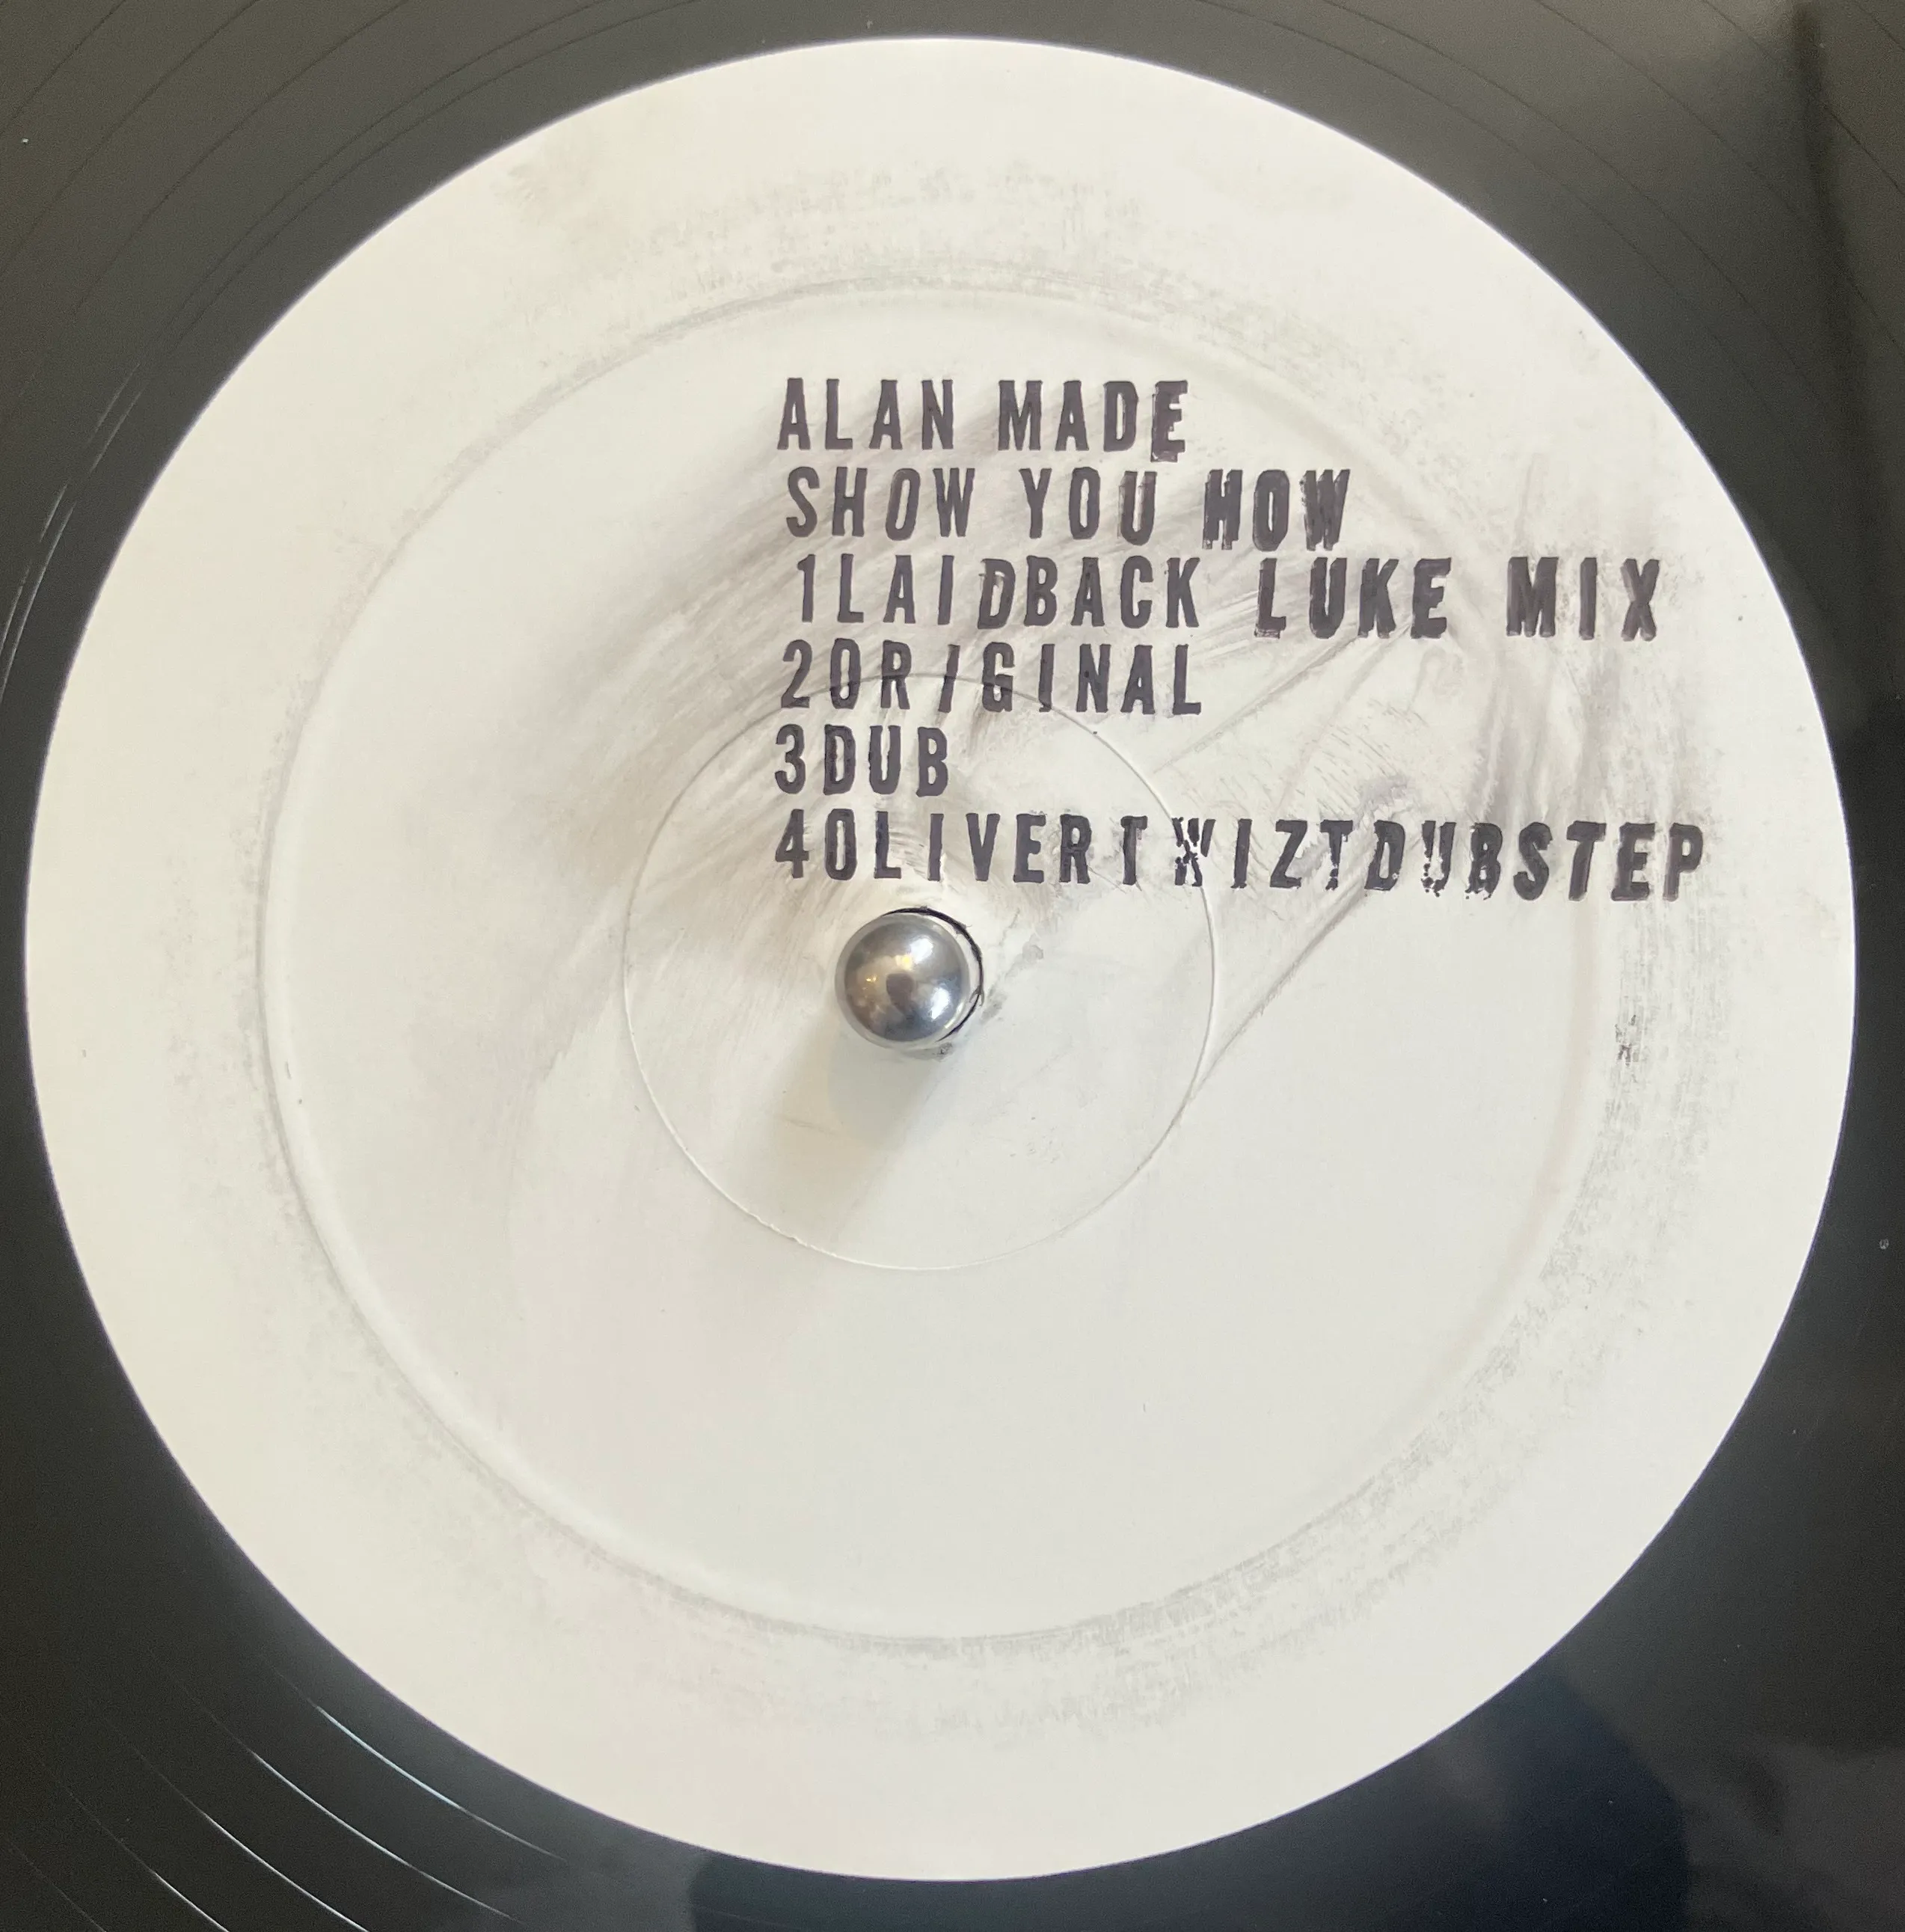 ALAN MADE
SHOW YOU HOW
1LAIDBACK LUKE MIX
2OR/GINAL
3DUB
4OLIVERTWIZTDUBSTEP